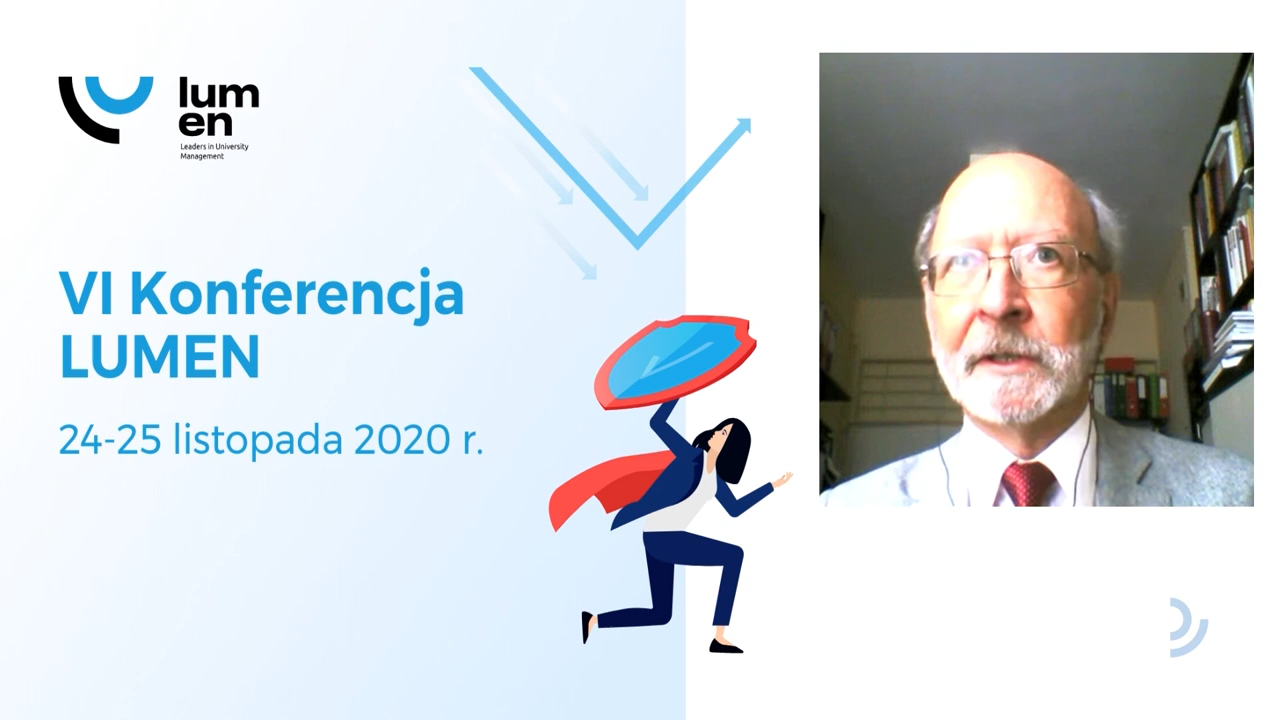 lum
en
Leaders in University
Management
VI Konferencja
LUMEN
24-25 listopada 2020 r.